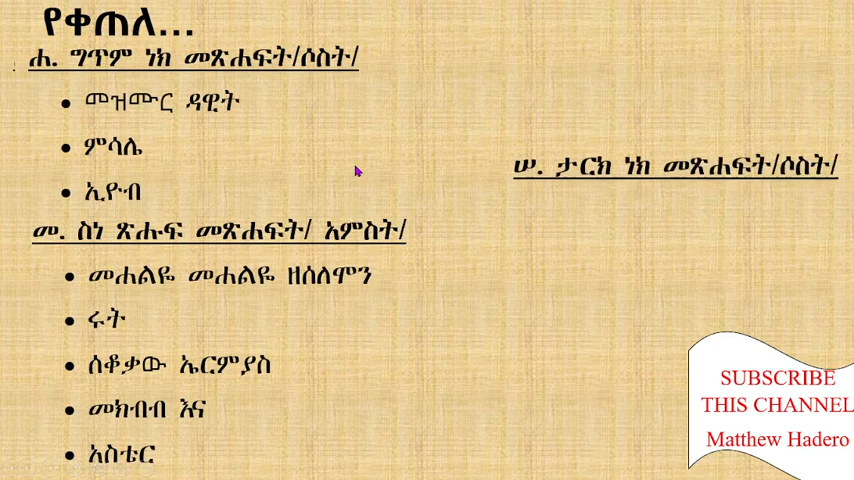 የቀጠለ...
ሐ. ግጥም ነክ መጽሐፍት/ሶስት/
• መዝሙር ዳዊት
• ምሳሌ
• ኢዮብ
መ. ስነ ጽሑፍ መጽሐፍት/ አምስት/
• መሐልዬ መሐልዬ ዘሰለሞን
• ሩት
• ሰቆቃው ኤርምያስ
• መክብብ እና
• አስቴር
ሠ. ታርክ ነክ መጽሐፍት/ሶስት/
SUBSCRIBE
THIS CHANNEL
Matthew Hadero